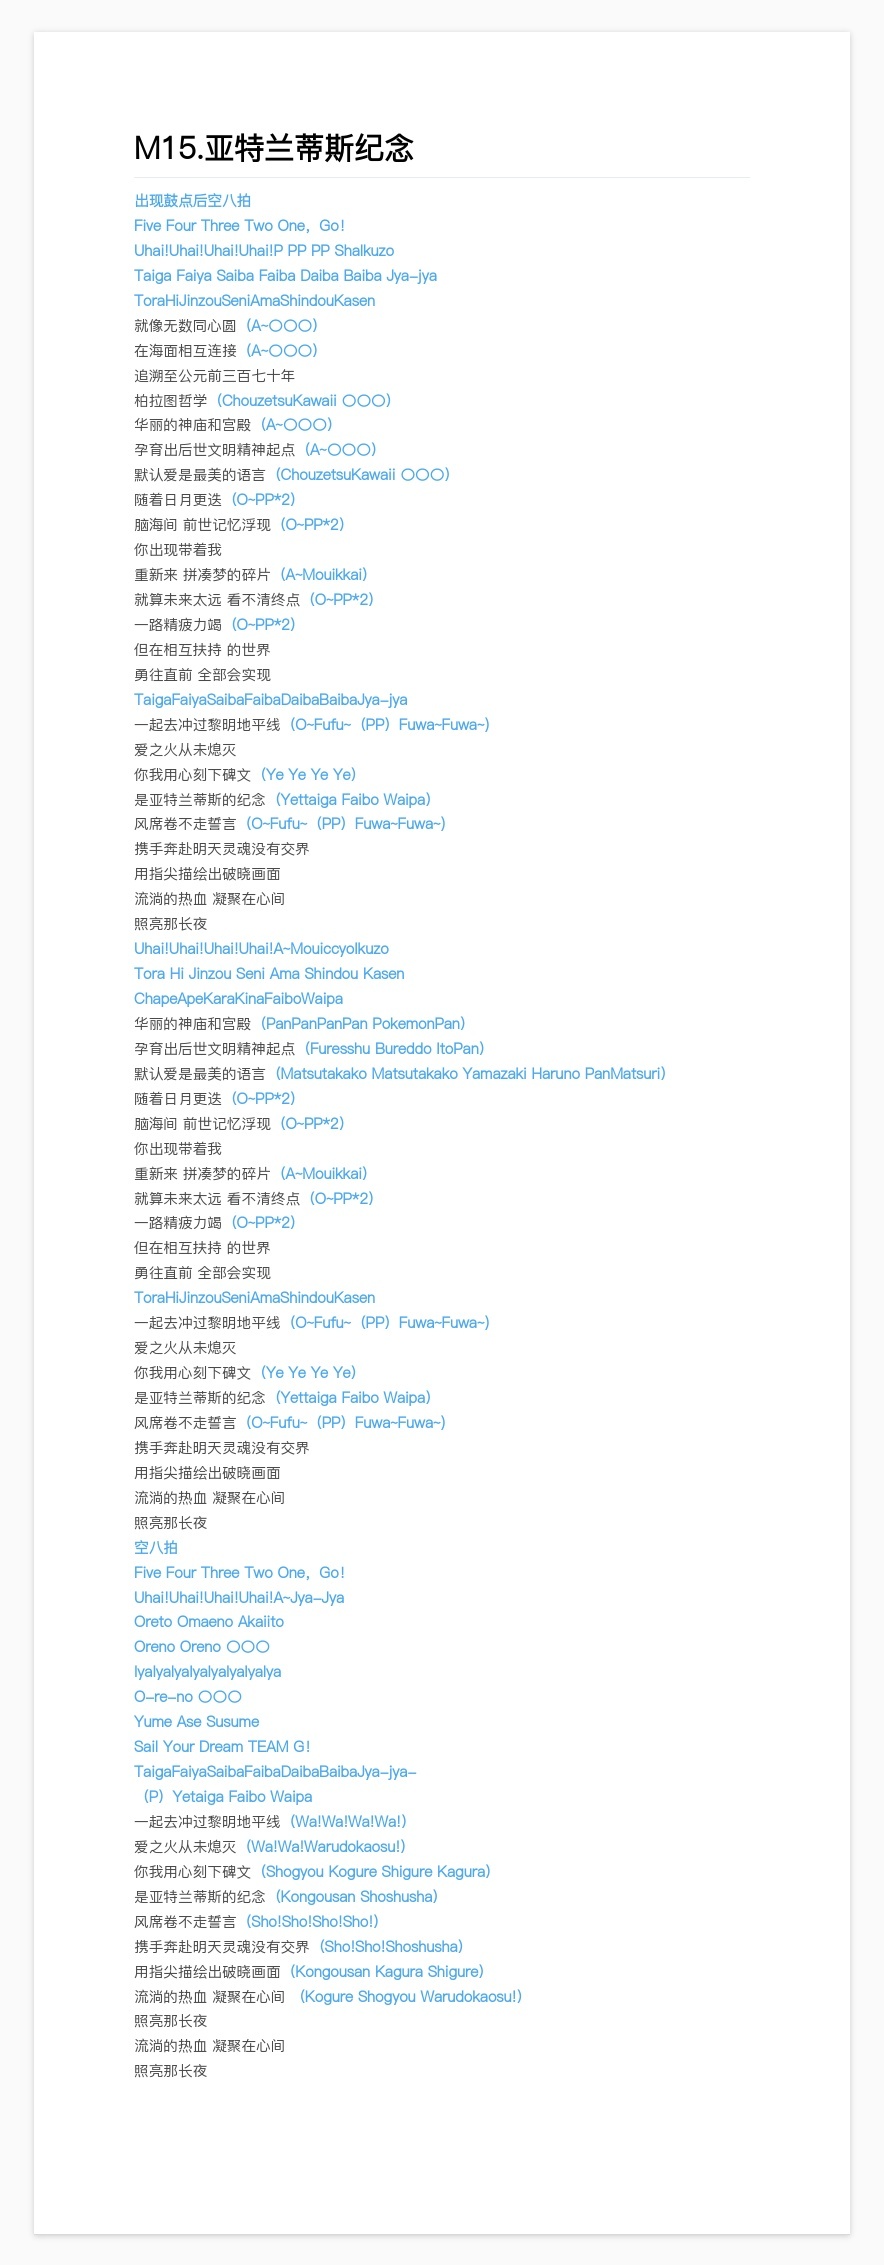 M15.亚特兰蒂斯纪念
出现鼓点后空八拍
Five Four Three Two One，Go！
Uhai!Uhai!Uhai!Uhai!P PP PP ShaIkuzo
Taiga Faiya Saiba Faiba Daiba Baiba Jya-jya
ToraHiJinzouSeniAmaShindouKasen
就像无数同心圆（A~〇〇〇）
在海面相互连接（A~〇〇〇）
追溯至公元前三百七十年
柏拉图哲学（ChouzetsuKawaii 〇〇〇）
华丽的神庙和宫殿（A~〇〇〇）
孕育出后世文明精神起点（A~〇〇〇）
默认爱是最美的语言（ChouzetsuKawaii 〇〇〇）
随着日月更迭（O~PP*2）
脑海间 前世记忆浮现（O~PP*2）
你出现带着我
重新来 拼凑梦的碎片（A~Mouikkai）
就算未来太远 看不清终点（O~PP*2）
一路精疲力竭（O~PP*2）
但在相互扶持 的世界
勇往直前 全部会实现
TaigaFaiyaSaibaFaibaDaibaBaibaJya-jya
一起去冲过黎明地平线（O~Fufu~（PP）Fuwa~Fuwa~）
爱之火从未熄灭
你我用心刻下碑文（Ye Ye Ye Ye）
是亚特兰蒂斯的纪念（Yettaiga Faibo Waipa）
风席卷不走誓言（O~Fufu~（PP）Fuwa~Fuwa~）
携手奔赴明天灵魂没有交界
用指尖描绘出破晓画面
流淌的热血 凝聚在心间
照亮那长夜
Uhai!Uhai!Uhai!Uhai!A~MouiccyoIkuzo
Tora Hi Jinzou Seni Ama Shindou Kasen
ChapeApeKaraKinaFaiboWaipa
华丽的神庙和宫殿（PanPanPanPan PokemonPan）
孕育出后世文明精神起点（Furesshu Bureddo ItoPan）
默认爱是最美的语言（Matsutakako Matsutakako Yamazaki Haruno PanMatsuri）
随着日月更迭（O~PP*2）
脑海间 前世记忆浮现（O~PP*2）
你出现带着我
重新来 拼凑梦的碎片（A~Mouikkai）
就算未来太远 看不清终点（O~PP*2）
一路精疲力竭（O~PP*2）
但在相互扶持 的世界
勇往直前 全部会实现
ToraHiJinzouSeniAmaShindouKasen
一起去冲过黎明地平线（O~Fufu~（PP）Fuwa~Fuwa~）
爱之火从未熄灭
你我用心刻下碑文（Ye Ye Ye Ye）
是亚特兰蒂斯的纪念（Yettaiga Faibo Waipa）
风席卷不走誓言（O~Fufu~（PP）Fuwa~Fuwa~）
携手奔赴明天灵魂没有交界
用指尖描绘出破晓画面
流淌的热血 凝聚在心间
照亮那长夜
空八拍
Five Four Three Two One，Go！
Uhai!Uhai!Uhai!Uhai!A~Jya-Jya
Oreto Omaeno Akaiito
Oreno Oreno 〇〇〇
IyaIyaIyaIyaIyaIyaIyaIya
O-re-no 〇〇〇
Yume Ase Susume
Sail Your Dream TEAM G！
TaigaFaiyaSaibaFaibaDaibaBaibaJya-jya-
（P）Yetaiga Faibo Waipa
一起去冲过黎明地平线（Wa!Wa!Wa!Wa!）
爱之火从未熄灭（Wa!Wa!Warudokaosu!）
你我用心刻下碑文（Shogyou Kogure Shigure Kagura）
是亚特兰蒂斯的纪念（Kongousan Shoshusha）
风席卷不走誓言（Sho!Sho!Sho!Sho!）
携手奔赴明天灵魂没有交界（Sho!Sho!Shoshusha）
用指尖描绘出破晓画面（Kongousan Kagura Shigure）
流淌的热血 凝聚在心间 （Kogure Shogyou Warudokaosu!）
照亮那长夜
流淌的热血 凝聚在心间
照亮那长夜